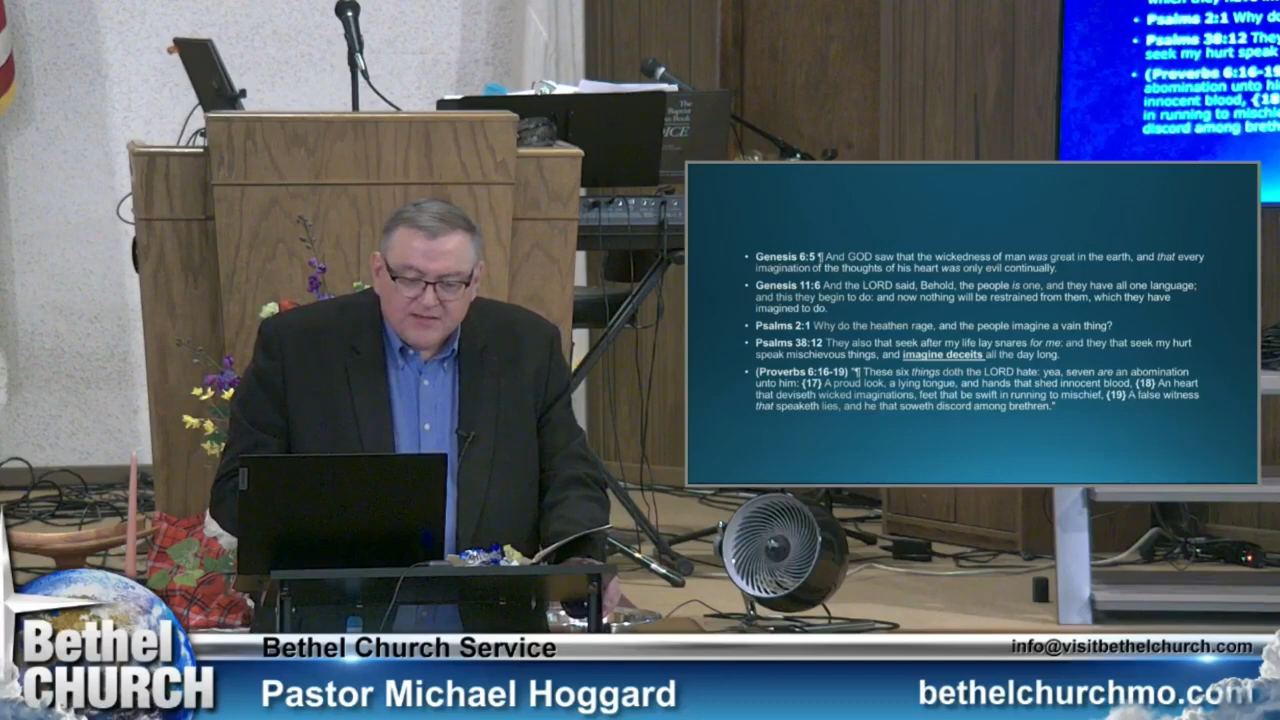 which they have im
• Psalms 2:1 Why do
• Psalms 38:12 They
seek my hurt speak
• (Proverbs 6:16-19
abomination unto hi
innocent blood, {18
in running to mischie
discord among breth
The
Baptist
Book
• Genesis 6:5 ¶ And GOD saw that the wickedness of man was great in the earth, and that every
imagination of the thoughts of his heart was only evil continually.
• Genesis 11:6 And the LORD said, Behold, the people is one, and they have all one language;
and this they begin to do: and now nothing will be restrained from them, which they have
imagined to do.
• Psalms 2:1 Why do the heathen rage, and the people imagine a vain thing?
• Psalms 38:12 They also that seek after my life lay snares for me: and they that seek my hurt
speak mischievous things, and imagine deceits all the day long.
• (Proverbs 6:16-19) "¶ These six things doth the LORD hate: yea, seven are an abomination
unto him: {17} A proud look, a lying tongue, and hands that shed innocent blood, {18} An heart
that deviseth wicked imaginations, feet that be swift in running to mischief, {19} A false witness
that speaketh lies, and he that soweth discord among brethren."
Bethel
CHURCH
Bethel Church Service
info@visitbethelchurch.com
Pastor Michael Hoggard
bethelchurchmo.com